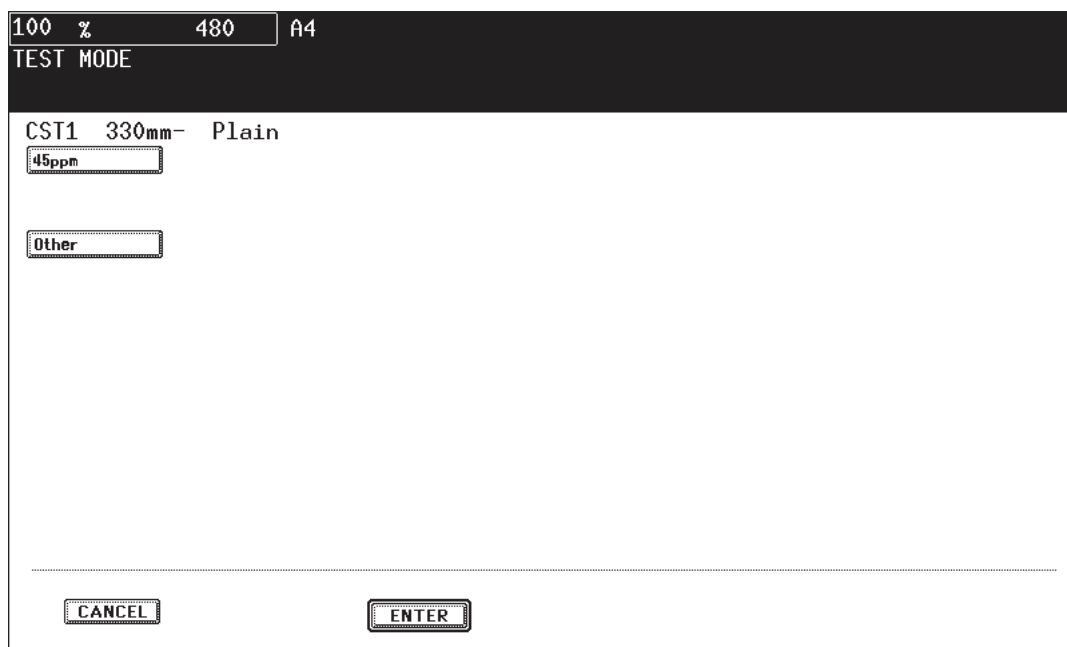 100 % 480 A4
TEST MODE
CST1 330mm- Plain
45ppm
Other
CANCEL ENTER